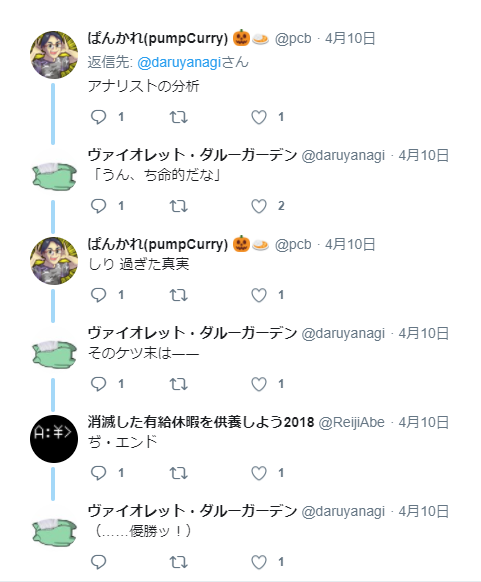 ぱんかれ(pumpCurry) 🎃🍛 @pcb · 4月10日
返信先: @daruyanagiさん
アナリストの分析
1 1
ヴァイオレット・ダルーガーデン @daruyanagi · 4月10日
「うん、ち命的だな」
1 2
ぱんかれ(pumpCurry) 🎃🍛 @pcb · 4月10日
しり 過ぎた真実
1 1
ヴァイオレット・ダルーガーデン @daruyanagi · 4月10日
そのケツ末は——
1 1
A:¥>
消滅した有給休暇を供養しよう2018 @ReijiAbe · 4月10日
ぢ・エンド
1 1
ヴァイオレット・ダルーガーデン @daruyanagi · 4月10日
（……優勝ッ！）
1